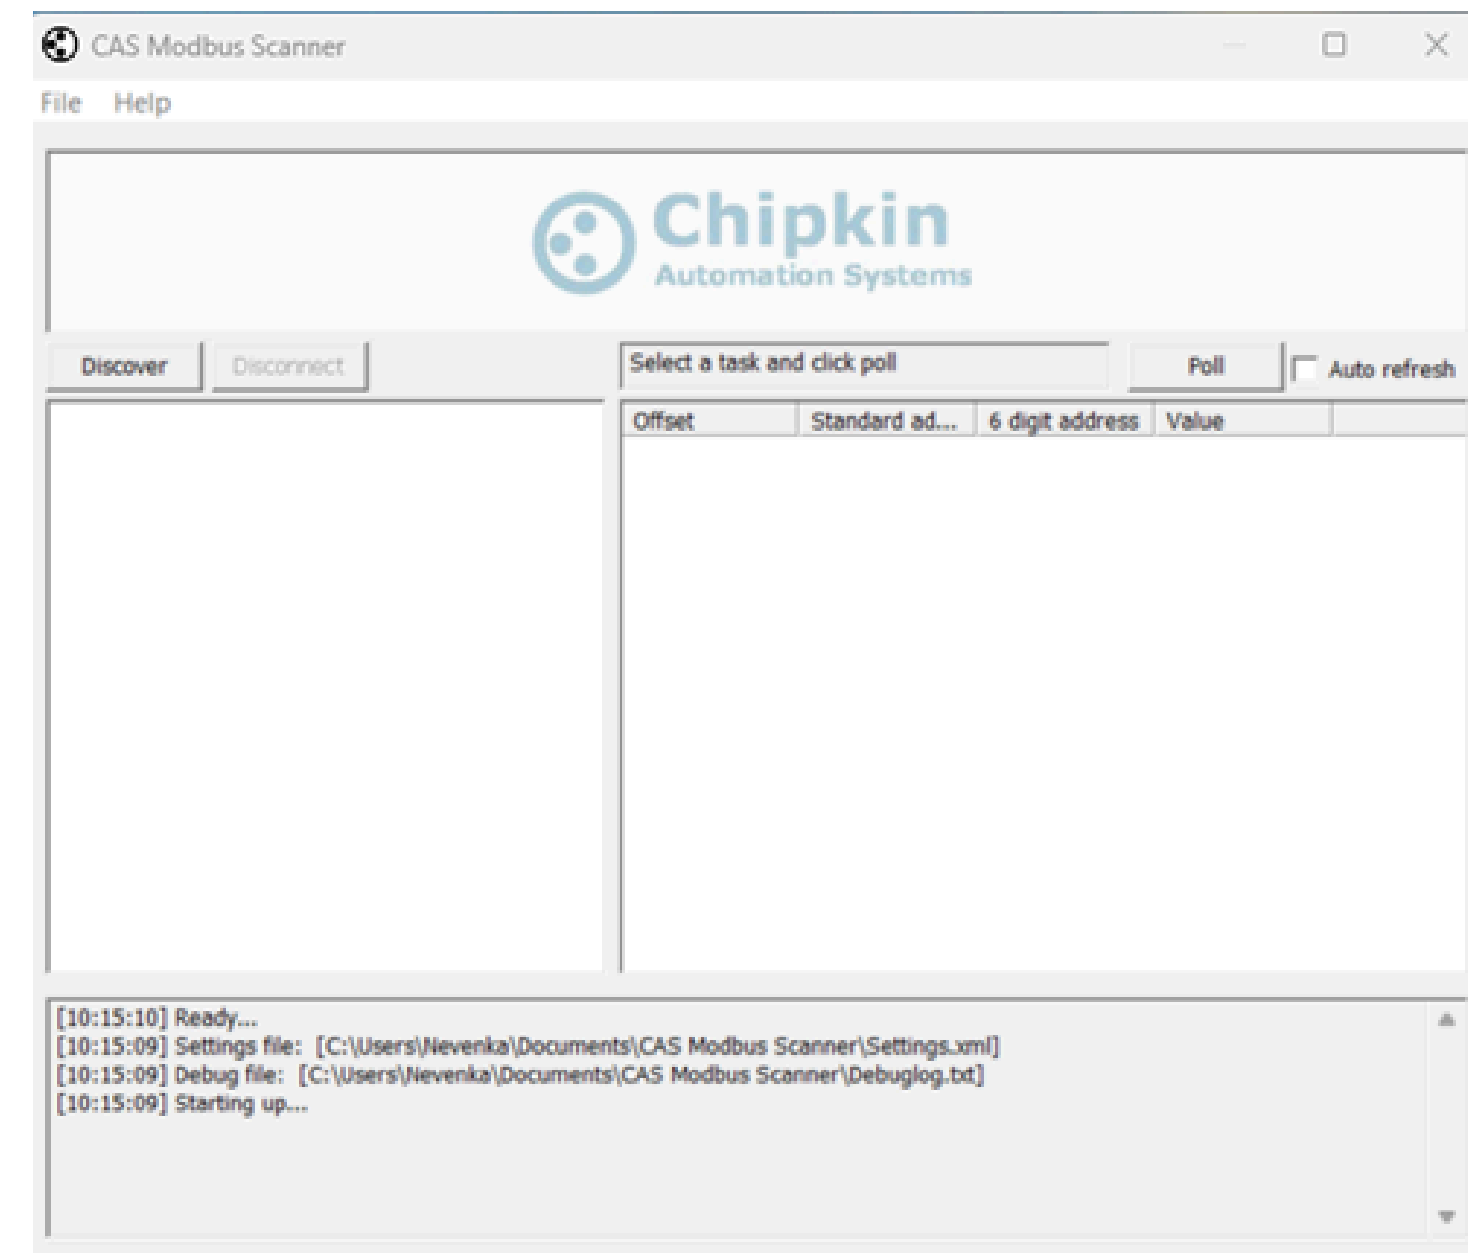 CAS Modbus Scanner
File Help
Chipkin
Automation Systems
Discover Disconnect Select a task and click poll Poll Auto refresh
Offset Standard ad... 6 digit address Value
[10:15:10] Ready...
[10:15:09] Settings file: [C:\Users\Nevenka\Documents\CAS Modbus Scanner\Settings.xml]
[10:15:09] Debug file: [C:\Users\Nevenka\Documents\CAS Modbus Scanner\Debuglog.txt]
[10:15:09] Starting up...